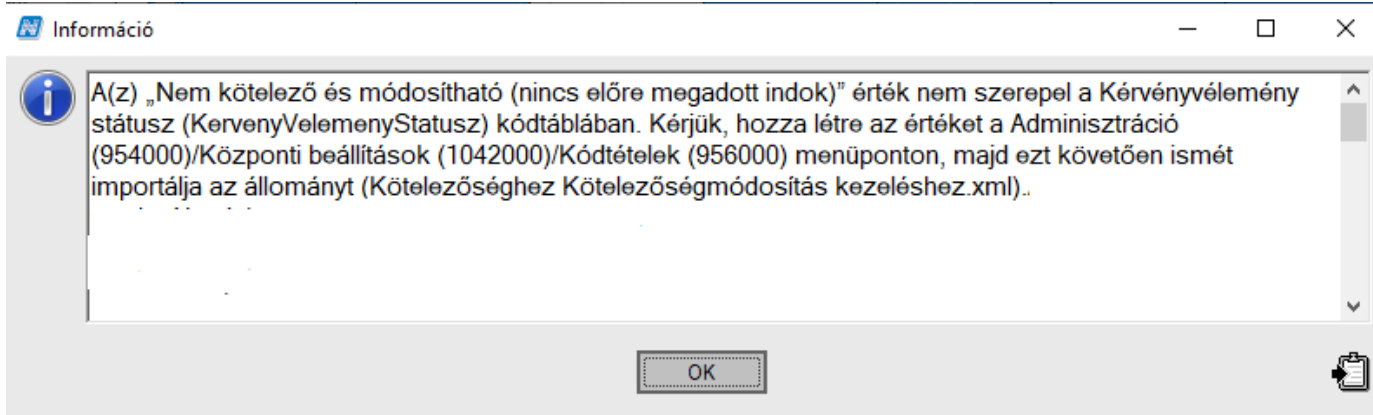 Információ
A(z) „Nem kötelező és módosítható (nincs előre megadott indok)” érték nem szerepel a Kérvényvélemény
státusz (KervenyVelemenyStatusz) kódtáblában. Kérjük, hozza létre az értéket a Adminisztráció
(954000)/Központi beállítások (1042000)/Kódtételek (956000) menüponton, majd ezt követően ismét
importálja az állományt (Kötelezőséghez Kötelezőségmódosítás kezeléshez.xml)..
OK